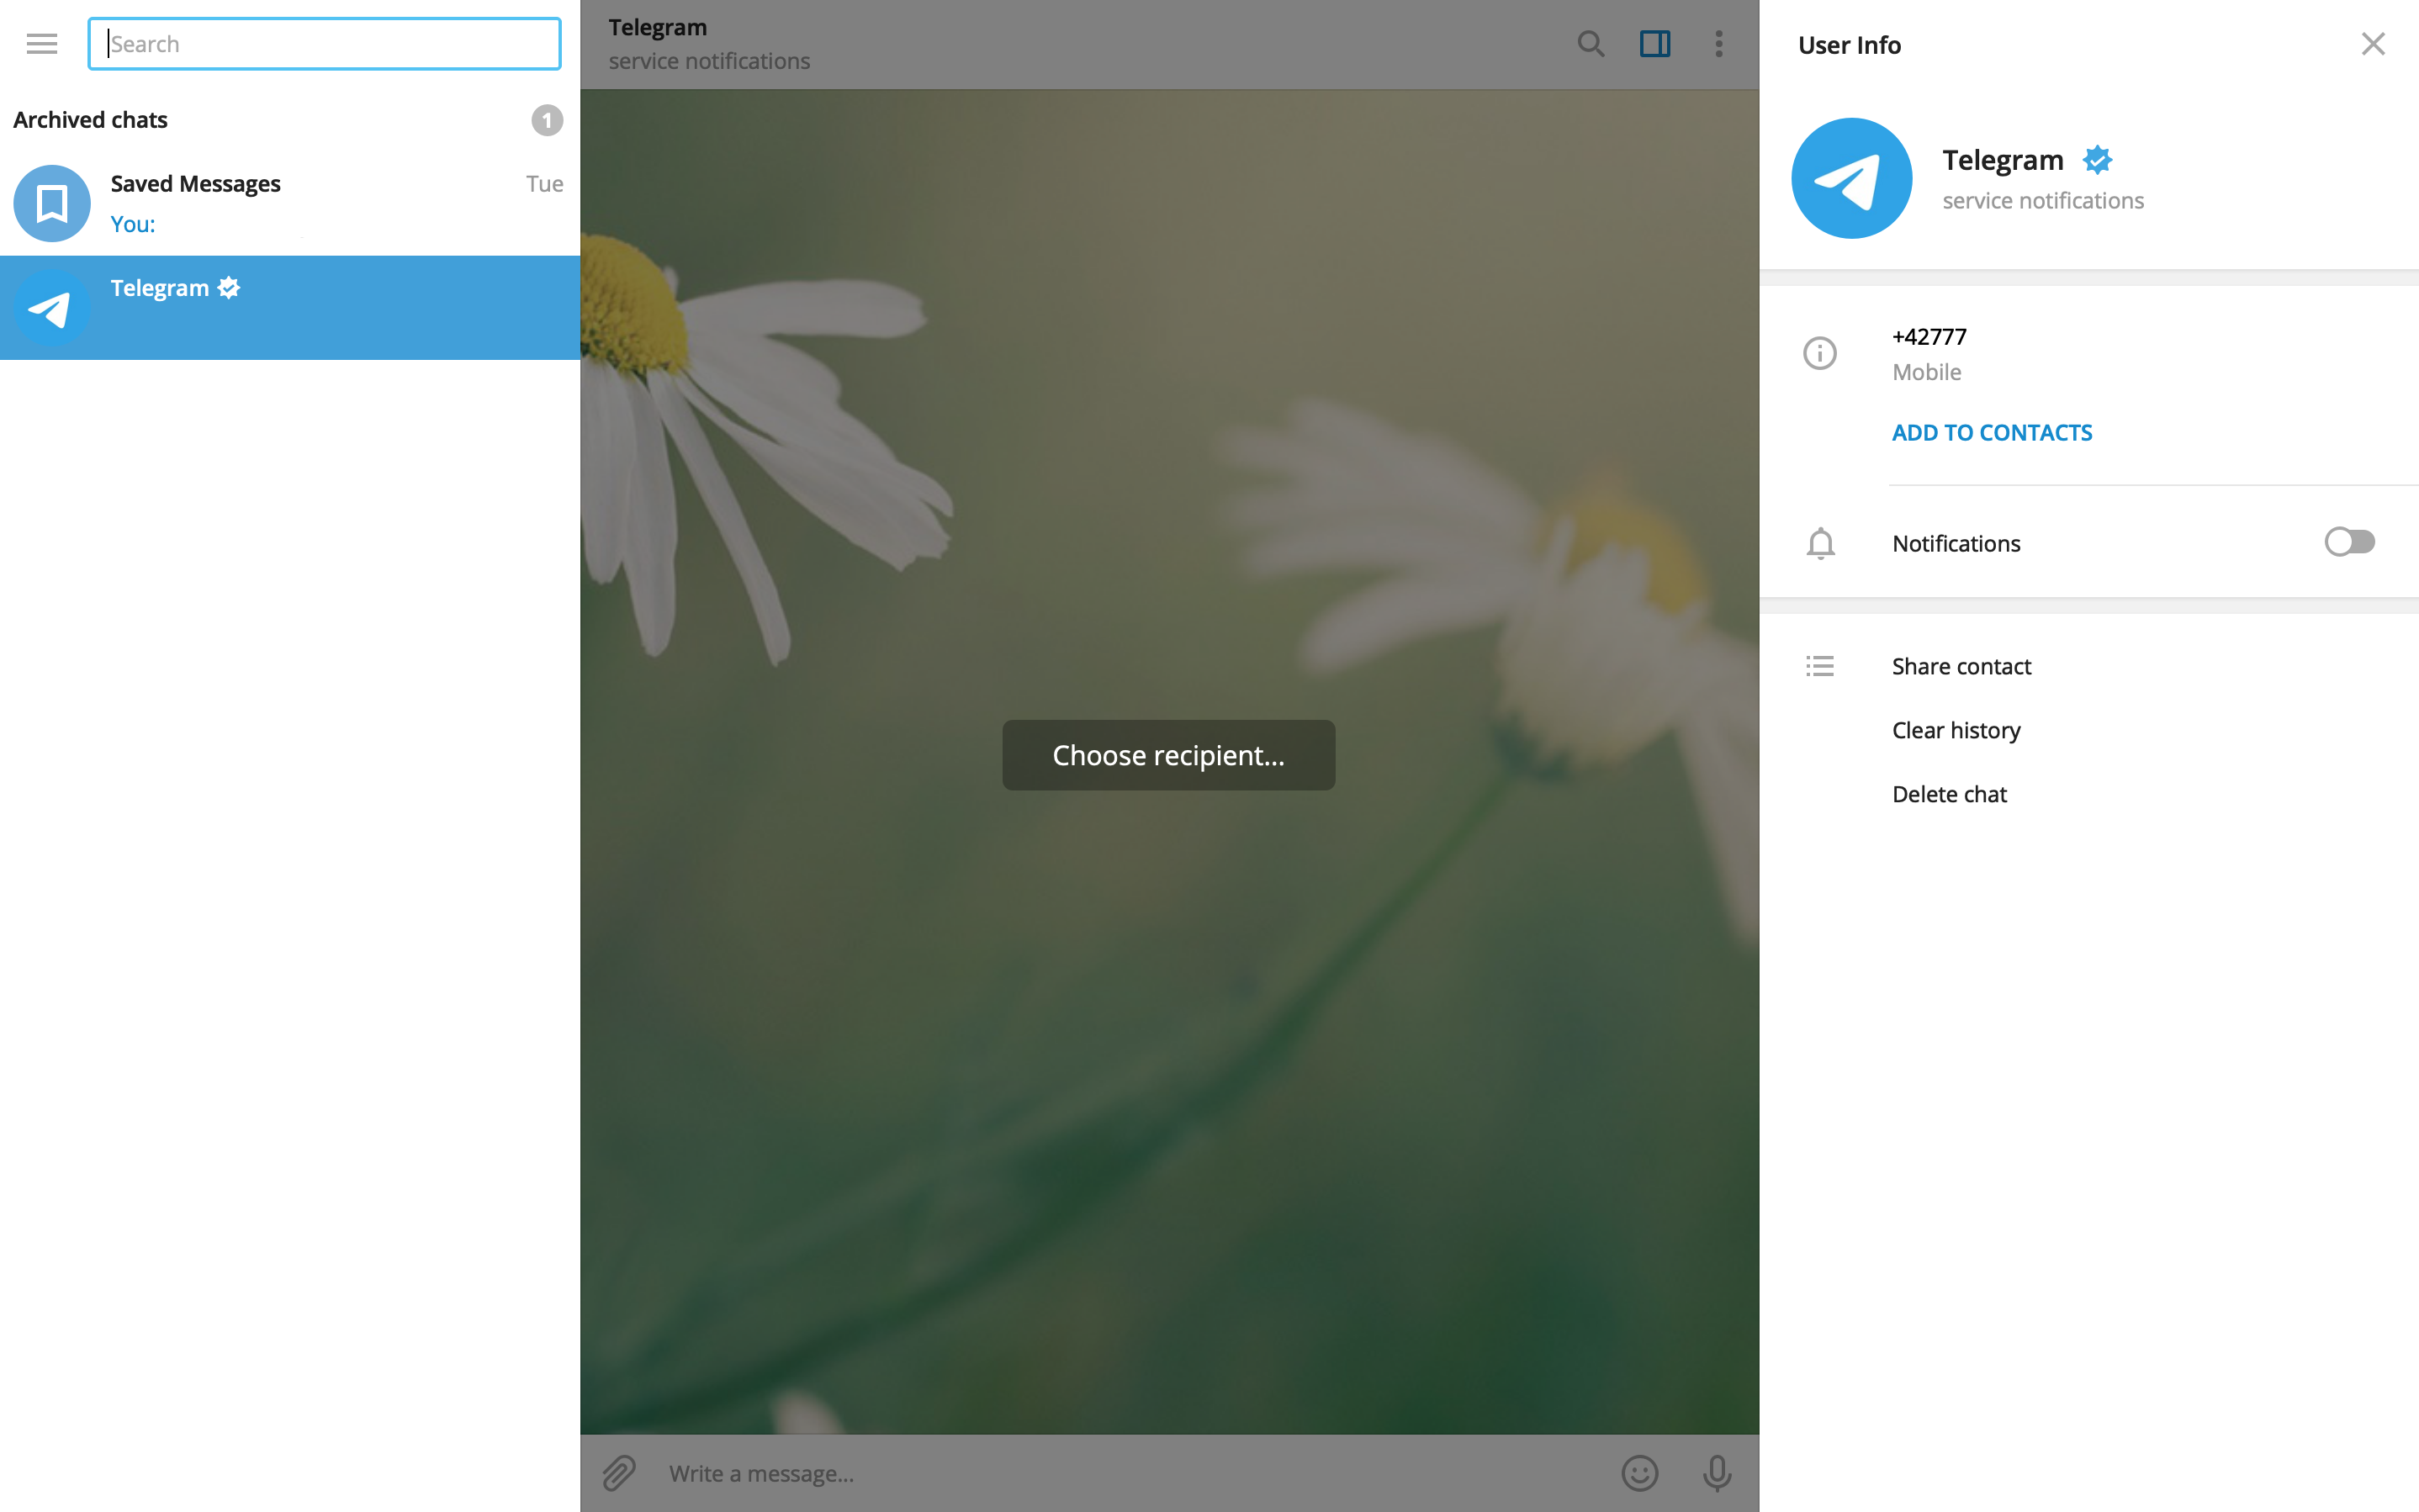 Search
Archived chats
1
Saved Messages
Tue
You:
Telegram
Telegram
service notifications
Choose recipient...
Write a message...
User Info
Telegram
service notifications
+42777
Mobile
ADD TO CONTACTS
Notifications
Share contact
Clear history
Delete chat